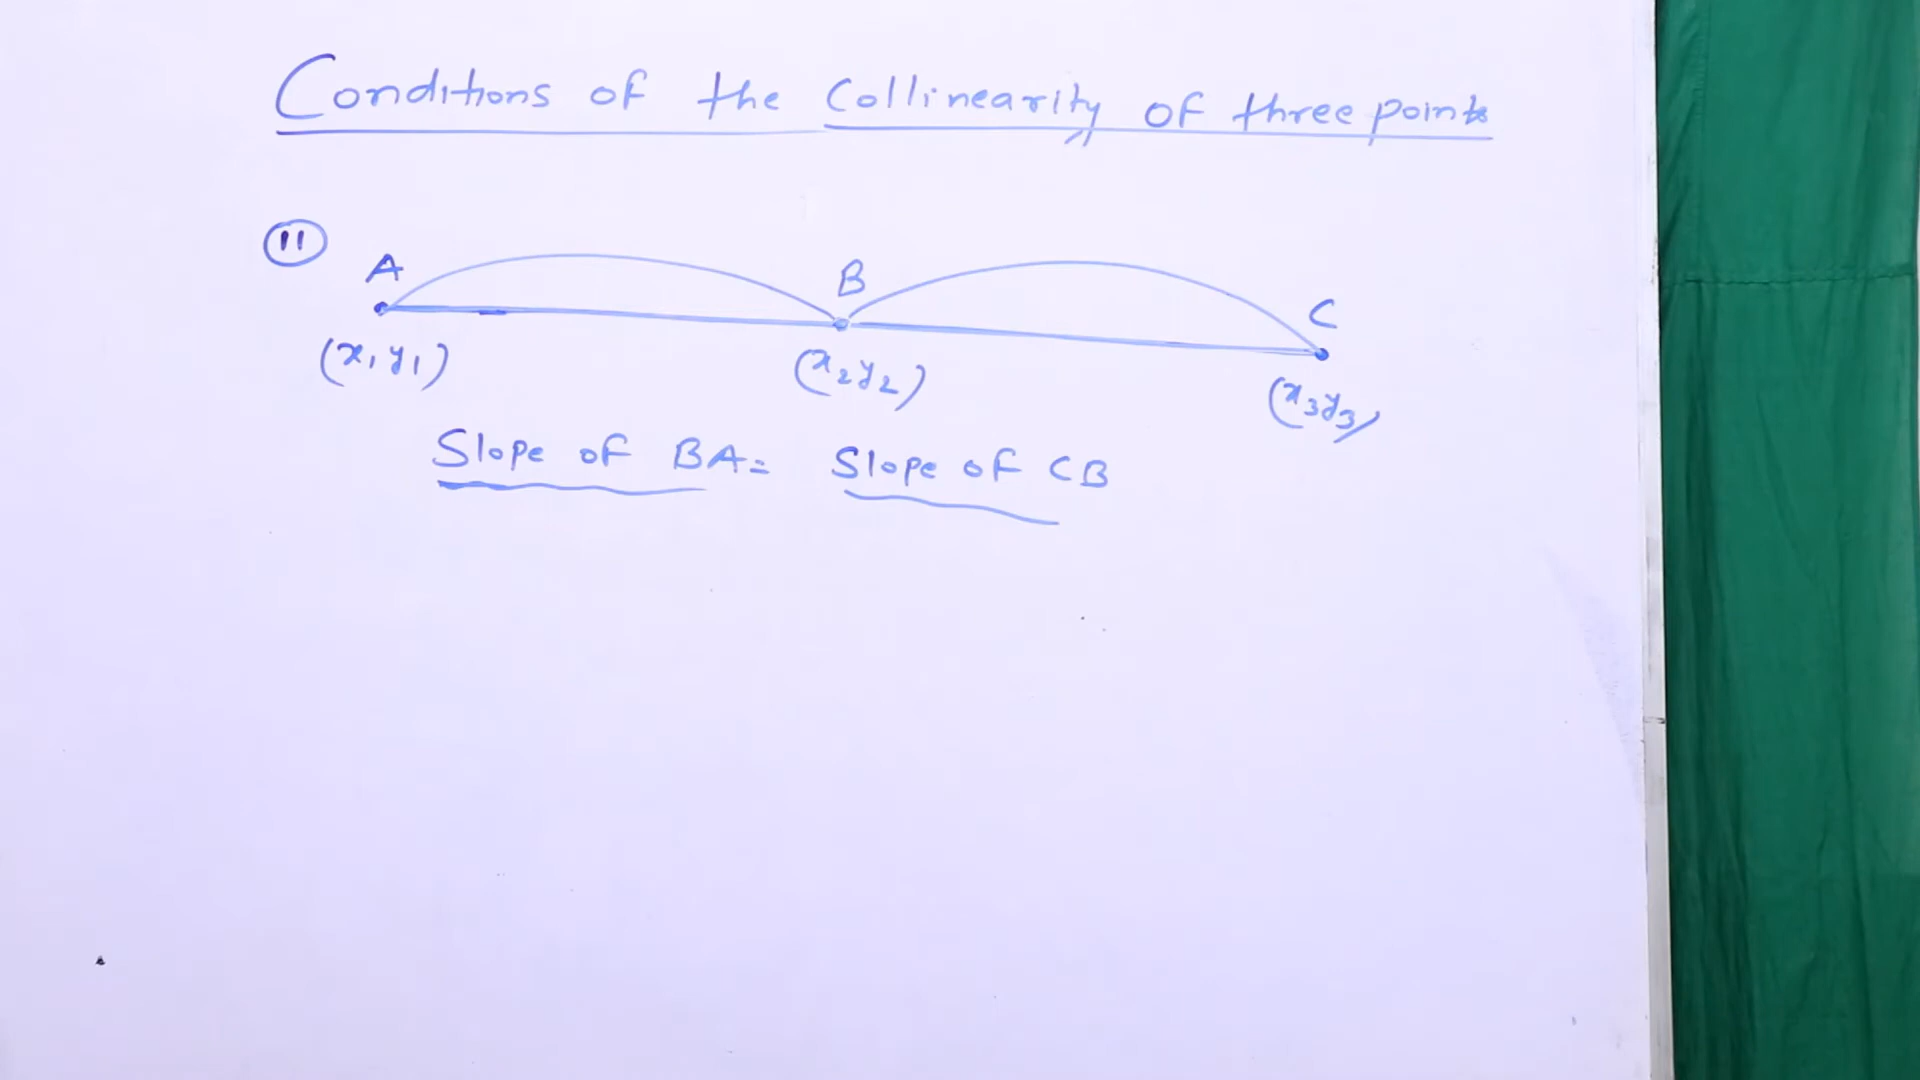 Conditions of the Collinearity of three points
11
A B C
(x1 y1) (x2 y2) (x3 y3)
Slope of BA = Slope of CB